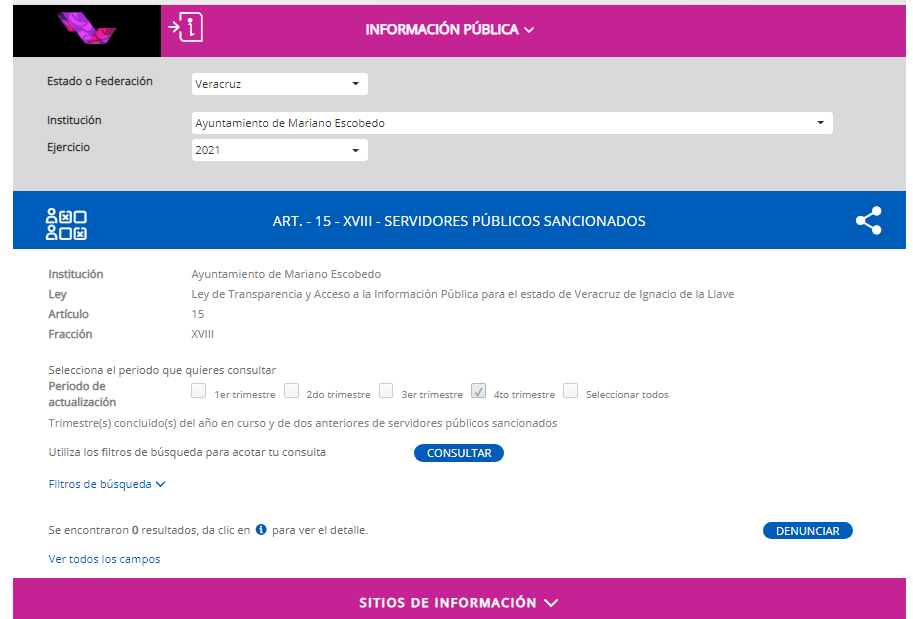 INFORMACIÓN PÚBLICA
Estado o Federación Veracruz
Institución Ayuntamiento de Mariano Escobedo
Ejercicio 2021
ART. - 15 - XVIII - SERVIDORES PÚBLICOS SANCIONADOS
Institución Ayuntamiento de Mariano Escobedo
Ley Ley de Transparencia y Acceso a la Información Pública para el estado de Veracruz de Ignacio de la Llave
Artículo 15
Fracción XVIII
Selecciona el periodo que quieres consultar
Periodo de
actualización 1er trimestre 2do trimestre 3er trimestre 4to trimestre Seleccionar todos
Trimestre(s) concluido(s) del año en curso y de dos anteriores de servidores públicos sancionados
Utiliza los filtros de búsqueda para acotar tu consulta CONSULTAR
Filtros de búsqueda
Se encontraron 0 resultados, da clic en i para ver el detalle. DENUNCIAR
Ver todos los campos
SITIOS DE INFORMACIÓN